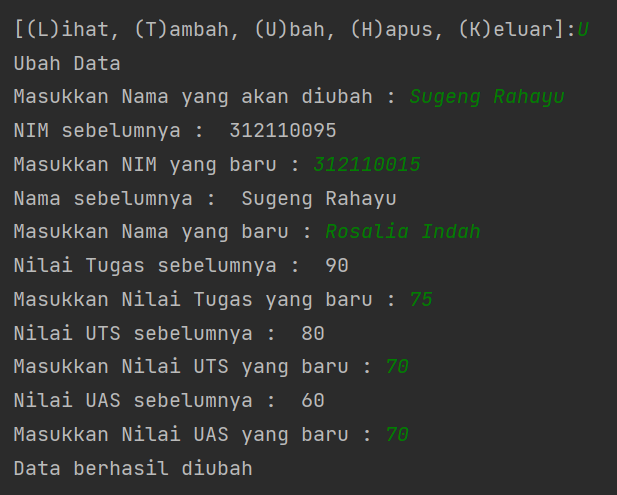 [(L)ihat, (T)ambah, (U)bah, (H)apus, (K)eluar]:U
Ubah Data
Masukkan Nama yang akan diubah : Sugeng Rahayu
NIM sebelumnya :  312110095
Masukkan NIM yang baru : 312110015
Nama sebelumnya :  Sugeng Rahayu
Masukkan Nama yang baru : Rosalia Indah
Nilai Tugas sebelumnya :  90
Masukkan Nilai Tugas yang baru : 75
Nilai UTS sebelumnya :  80
Masukkan Nilai UTS yang baru : 70
Nilai UAS sebelumnya :  60
Masukkan Nilai UAS yang baru : 70
Data berhasil diubah